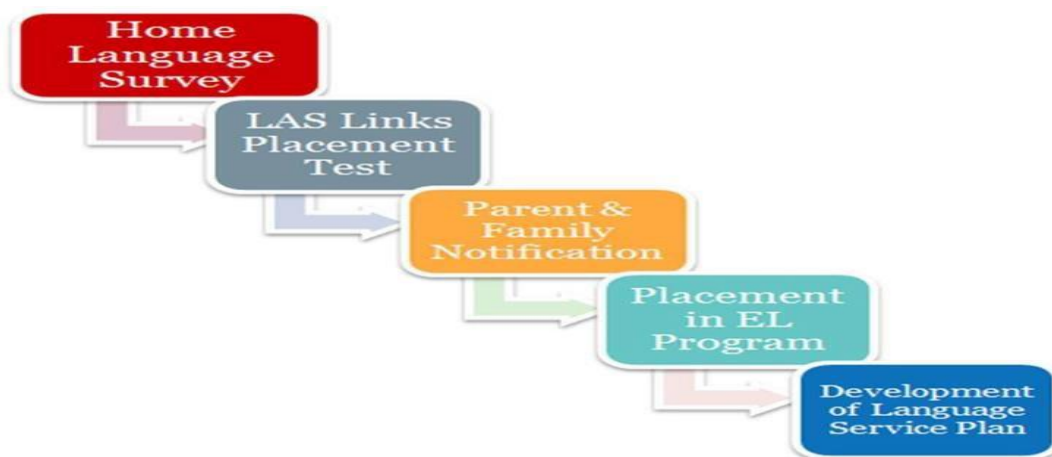 Home
Language
Survey
LAS Links
Placement
Test
Parent &
Family
Notification
Placement
in EL
Program
Development
of Language
Service Plan